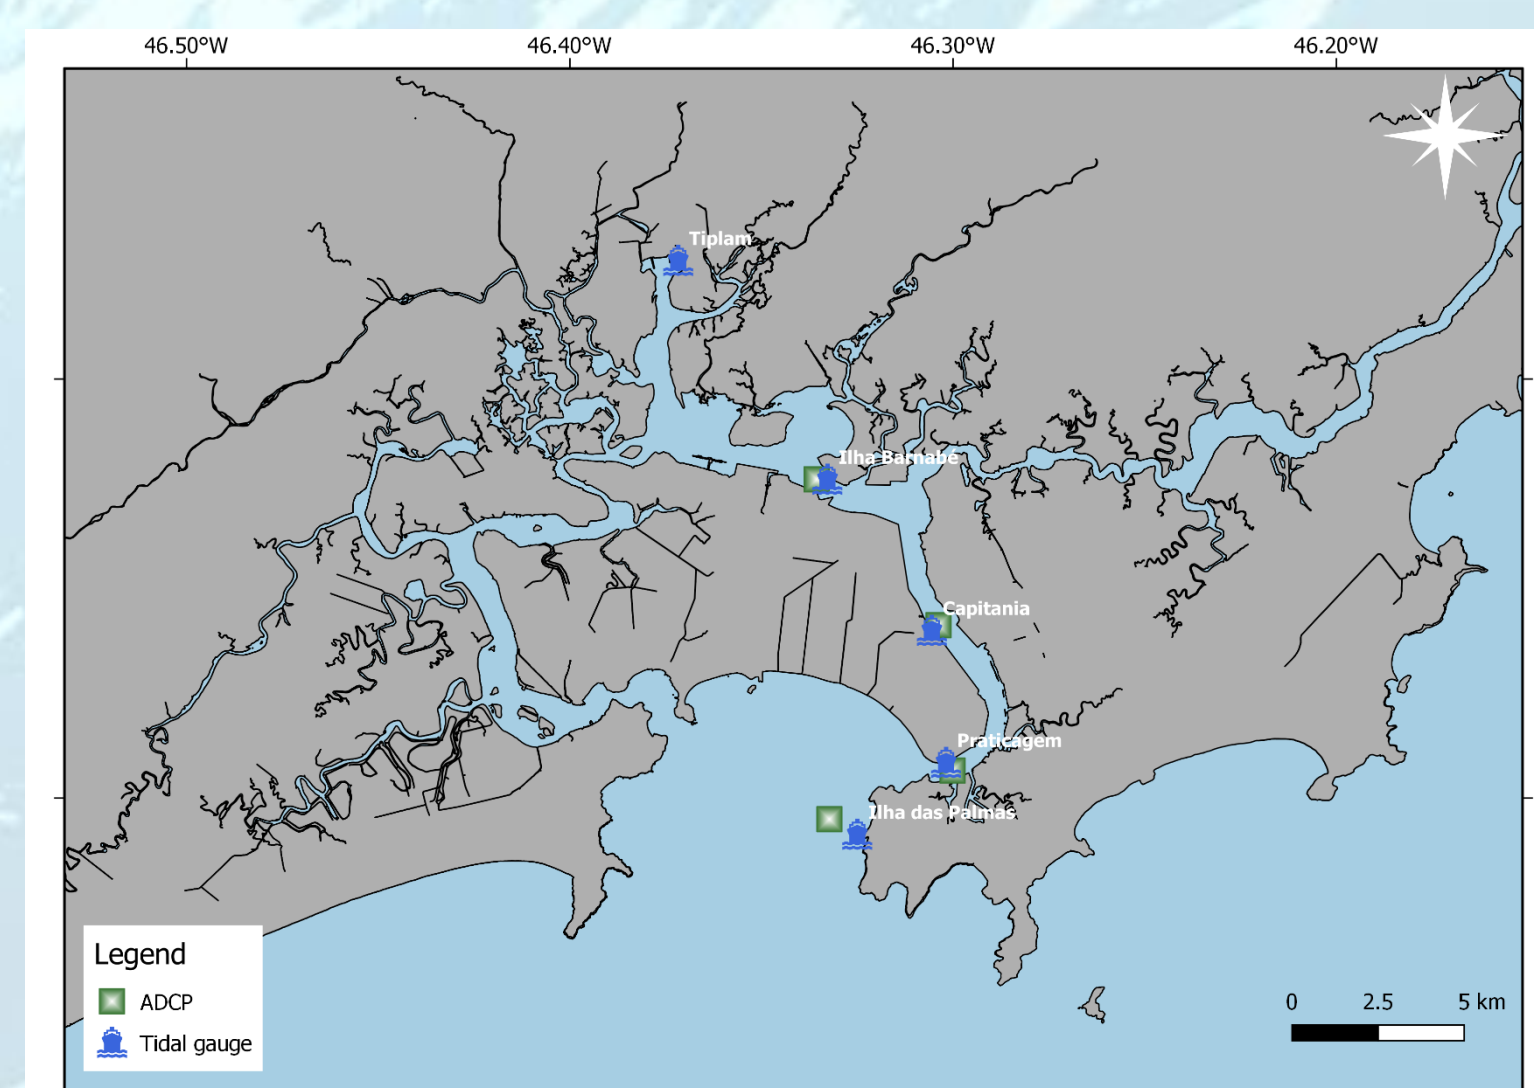 46.50°W 46.40°W 46.30°W 46.20°W
Tiplam
Ilha Barnabé
Capitania
Praticagem
Ilha das Palmas
Legend
ADCP
Tidal gauge
0 2.5 5 km